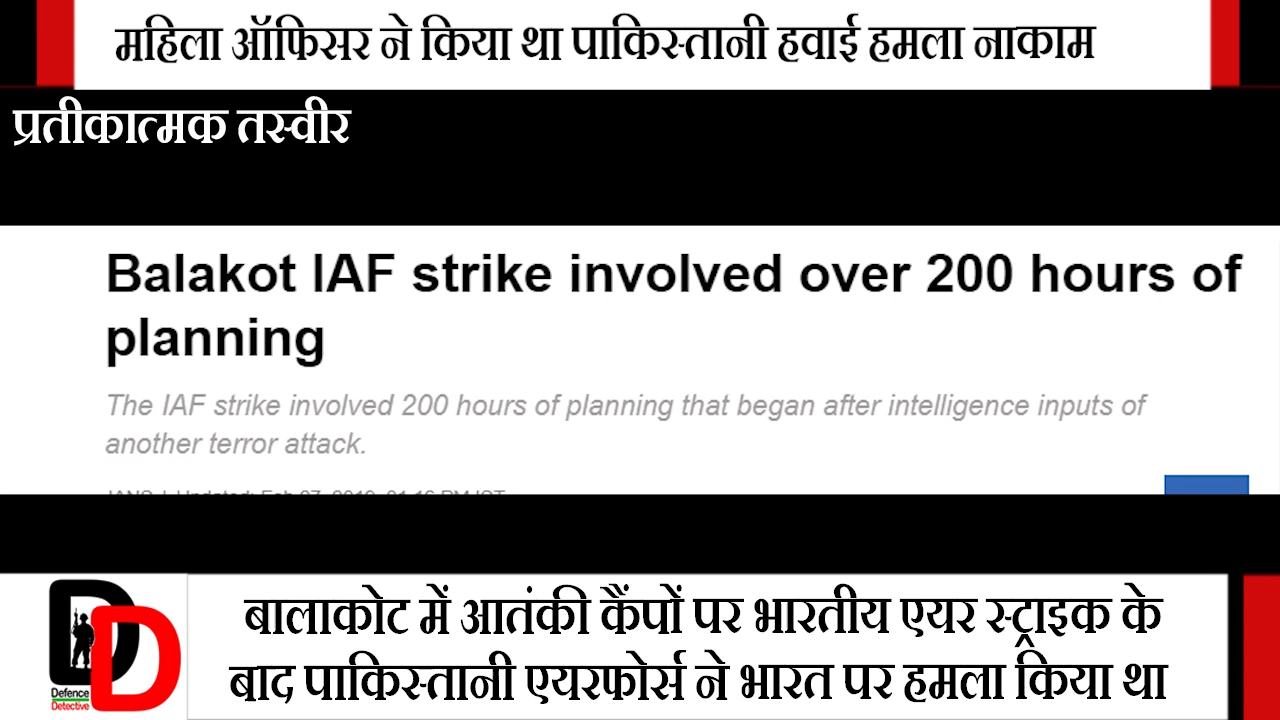 महिला ऑफिसर ने किया था पाकिस्तानी हवाई हमला नाकाम
प्रतीकात्मक तस्वीर
Balakot IAF strike involved over 200 hours of
planning
The IAF strike involved 200 hours of planning that began after intelligence inputs of
another terror attack.
बालाकोट में आतंकी कैंपों पर भारतीय एयर स्ट्राइक के
बाद पाकिस्तानी एयरफोर्स ने भारत पर हमला किया था
DD
Defence
Detective